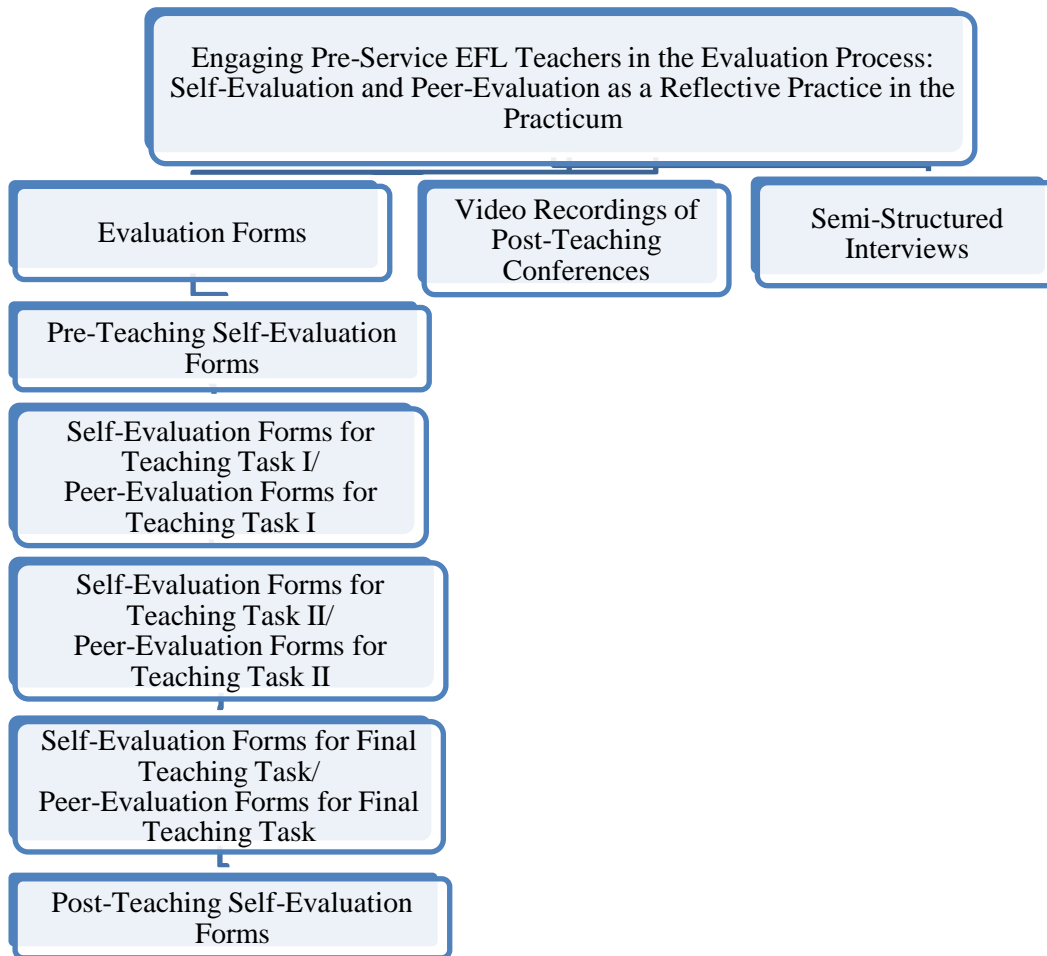 Engaging Pre-Service EFL Teachers in the Evaluation Process:
Self-Evaluation and Peer-Evaluation as a Reflective Practice in the
Practicum
Evaluation Forms
Video Recordings of
Post-Teaching
Conferences
Semi-Structured
Interviews
Pre-Teaching Self-Evaluation
Forms
Self-Evaluation Forms for
Teaching Task I/
Peer-Evaluation Forms for
Teaching Task I
Self-Evaluation Forms for
Teaching Task II/
Peer-Evaluation Forms for
Teaching Task II
Self-Evaluation Forms for Final
Teaching Task/
Peer-Evaluation Forms for Final
Teaching Task
Post-Teaching Self-Evaluation
Forms